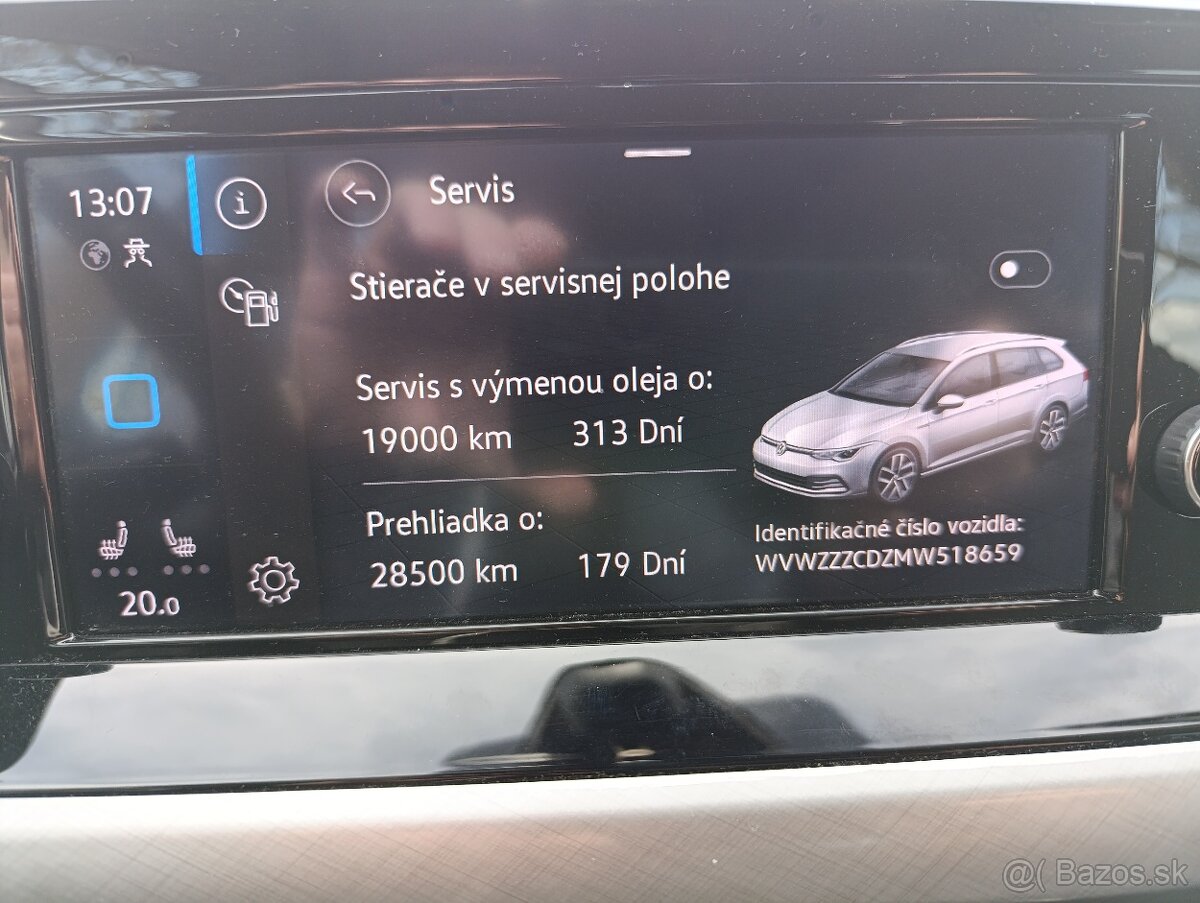 13:07
Servis
Stierače v servisnej polohe
Servis s výmenou oleja o:
19000 km 313 Dní
Prehliadka o:
28500 km 179 Dní
Identifikačné číslo vozidla:
WVWZZZCDZMW518659
20.0
@( Bazos.sk